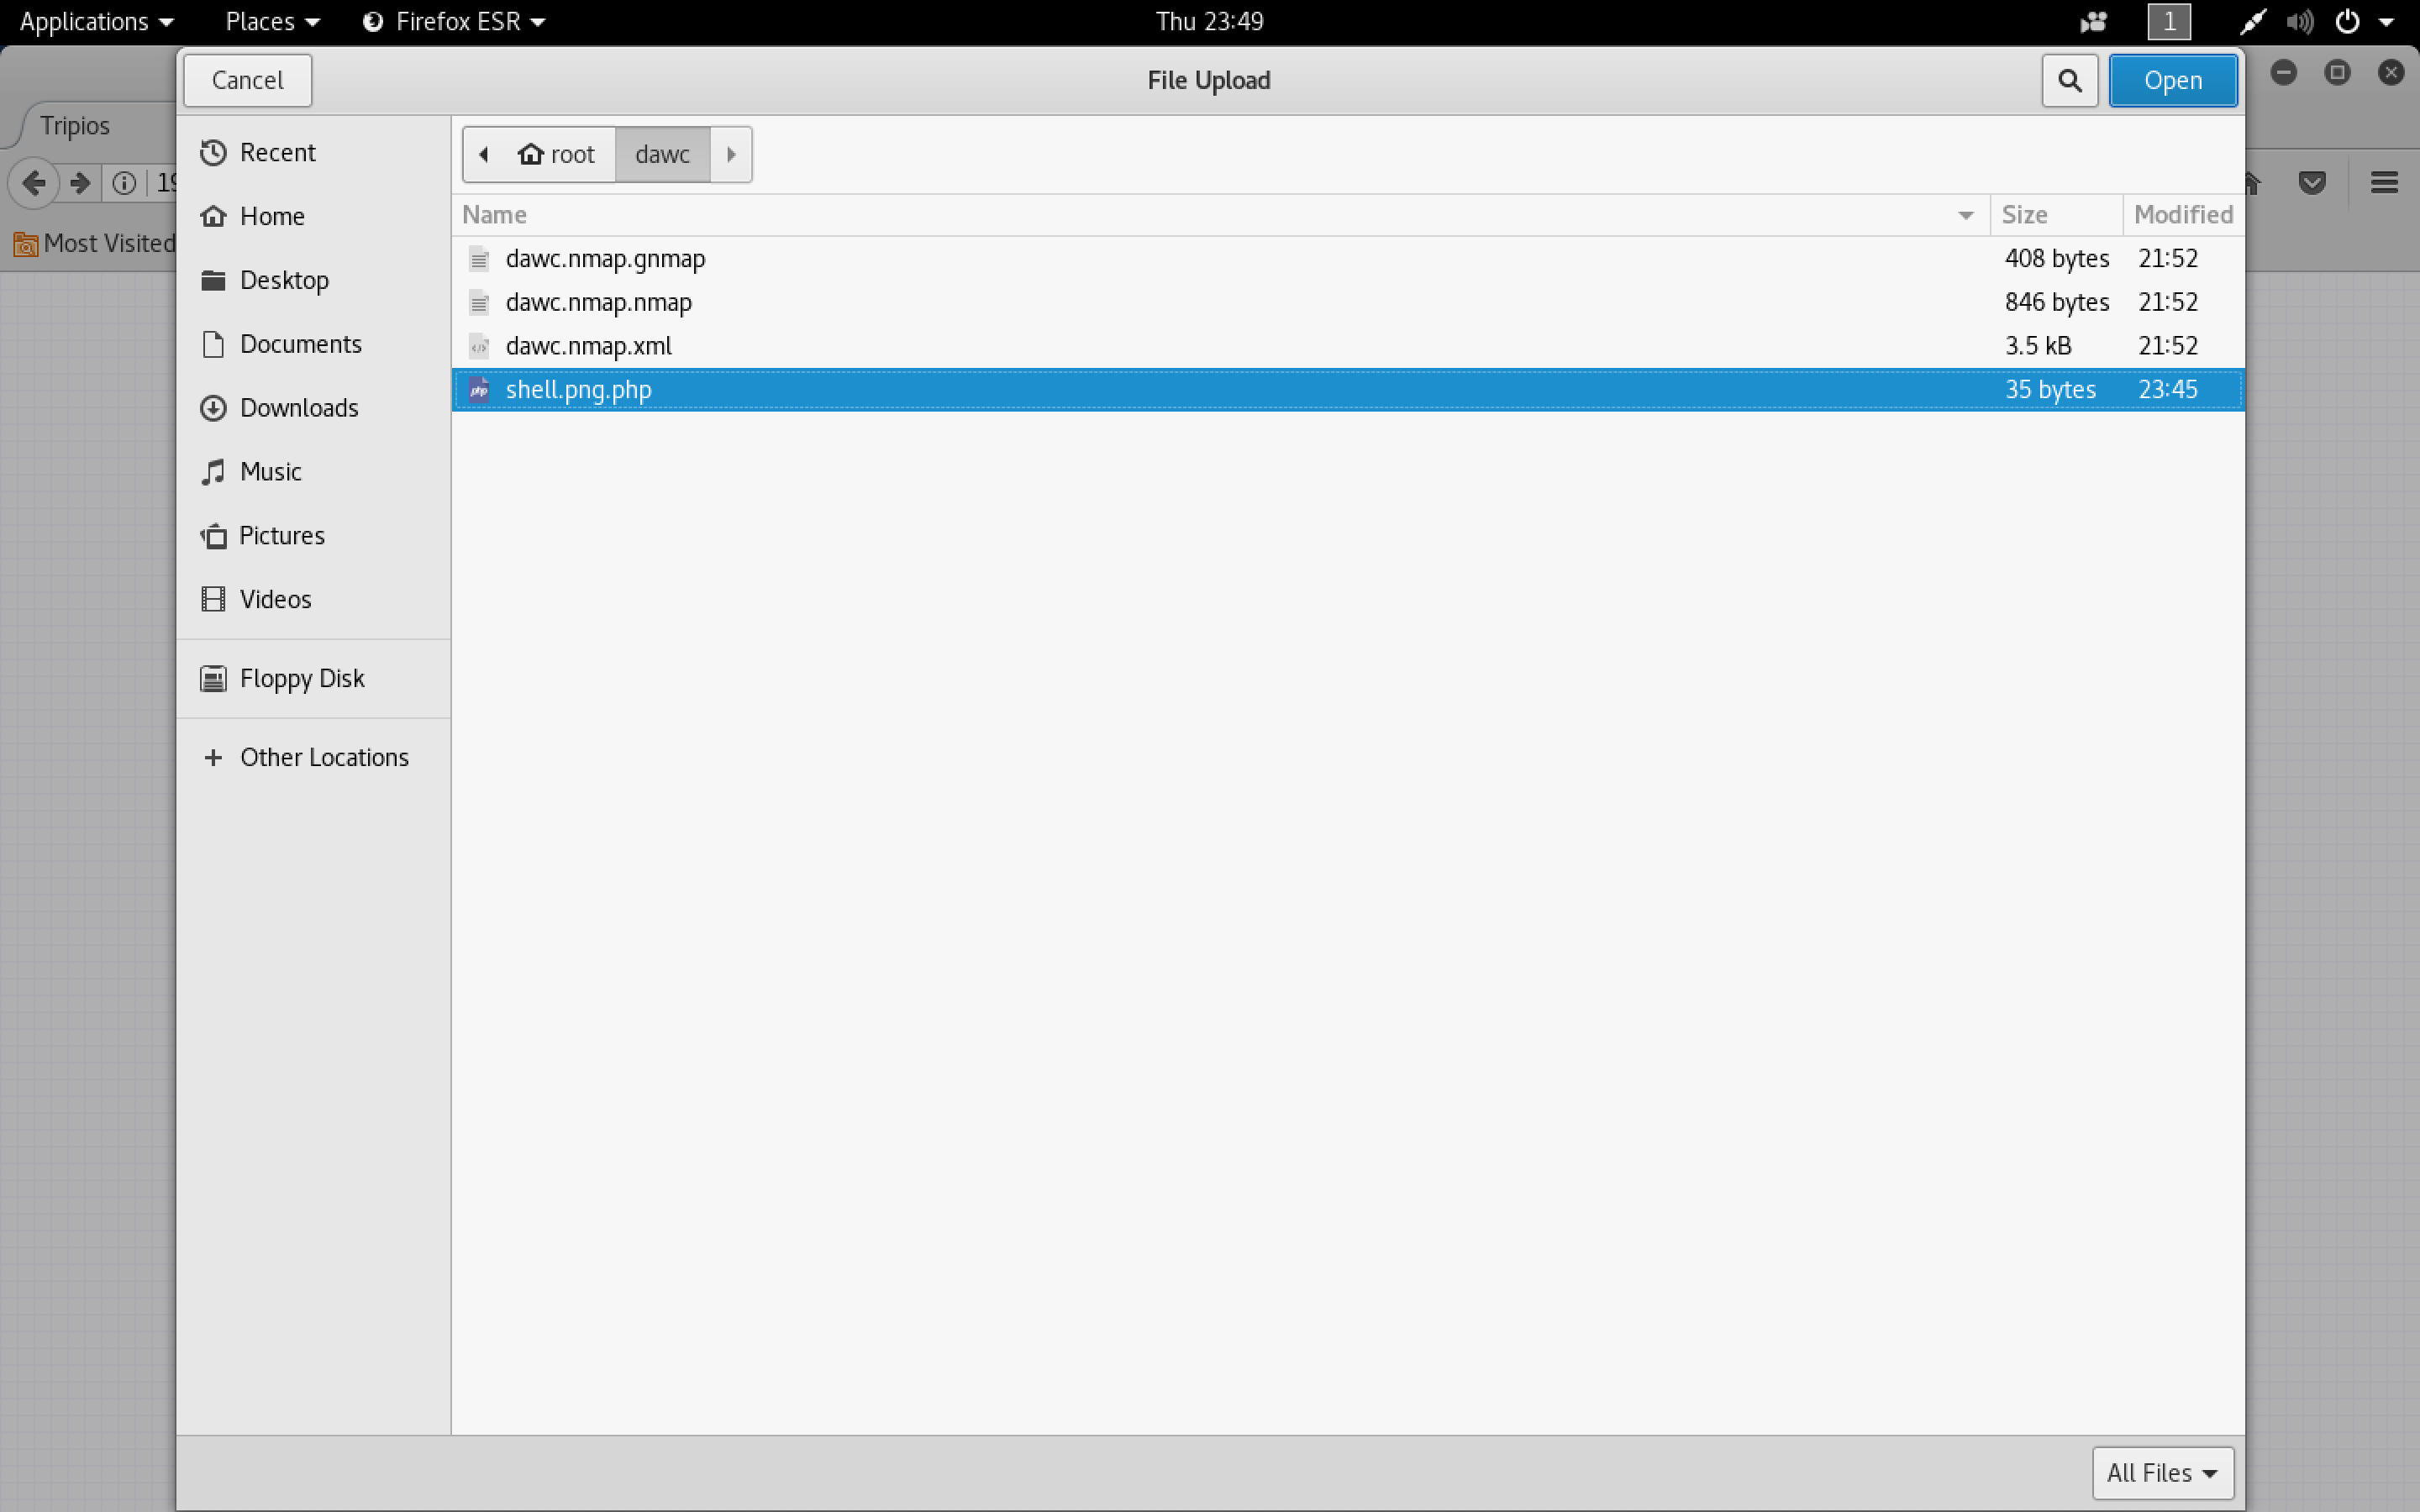 Applications Places Firefox ESR Thu 23:49 1
Cancel File Upload Open
Tripios
Recent root dawc
19
Home Name Size Modified
Most Visited
dawc.nmap.gnmap 408 bytes 21:52
Desktop
dawc.nmap.nmap 846 bytes 21:52
Documents dawc.nmap.xml 3.5 kB 21:52
shell.png.php 35 bytes 23:45
Downloads
Music
Pictures
Videos
Floppy Disk
Other Locations
All Files